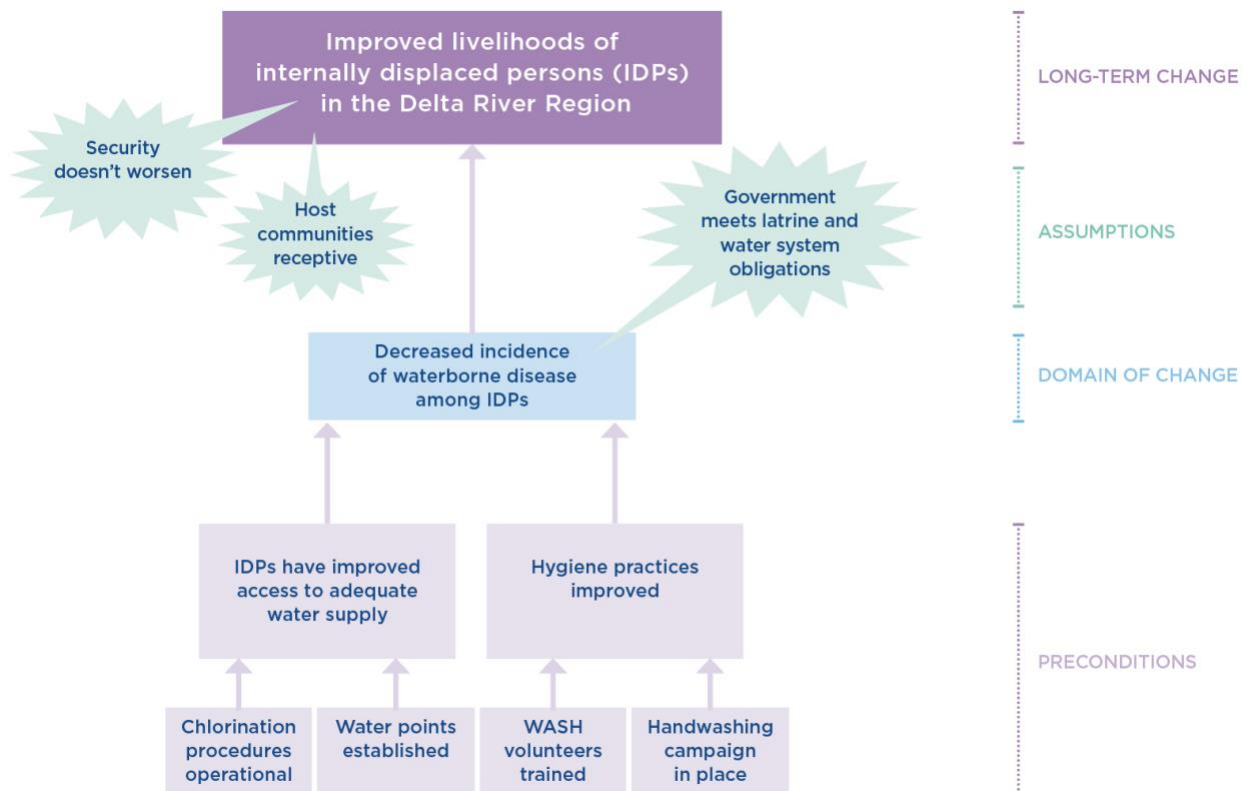 Improved livelihoods of
internally displaced persons (IDPs)
in the Delta River Region
LONG-TERM CHANGE
Security
doesn’t worsen
Host
communities
receptive
Government
meets latrine and
water system
obligations
ASSUMPTIONS
Decreased incidence
of waterborne disease
among IDPs
DOMAIN OF CHANGE
IDPs have improved
access to adequate
water supply
Hygiene practices
improved
PRECONDITIONS
Chlorination
procedures
operational
Water points
established
WASH
volunteers
trained
Handwashing
campaign
in place